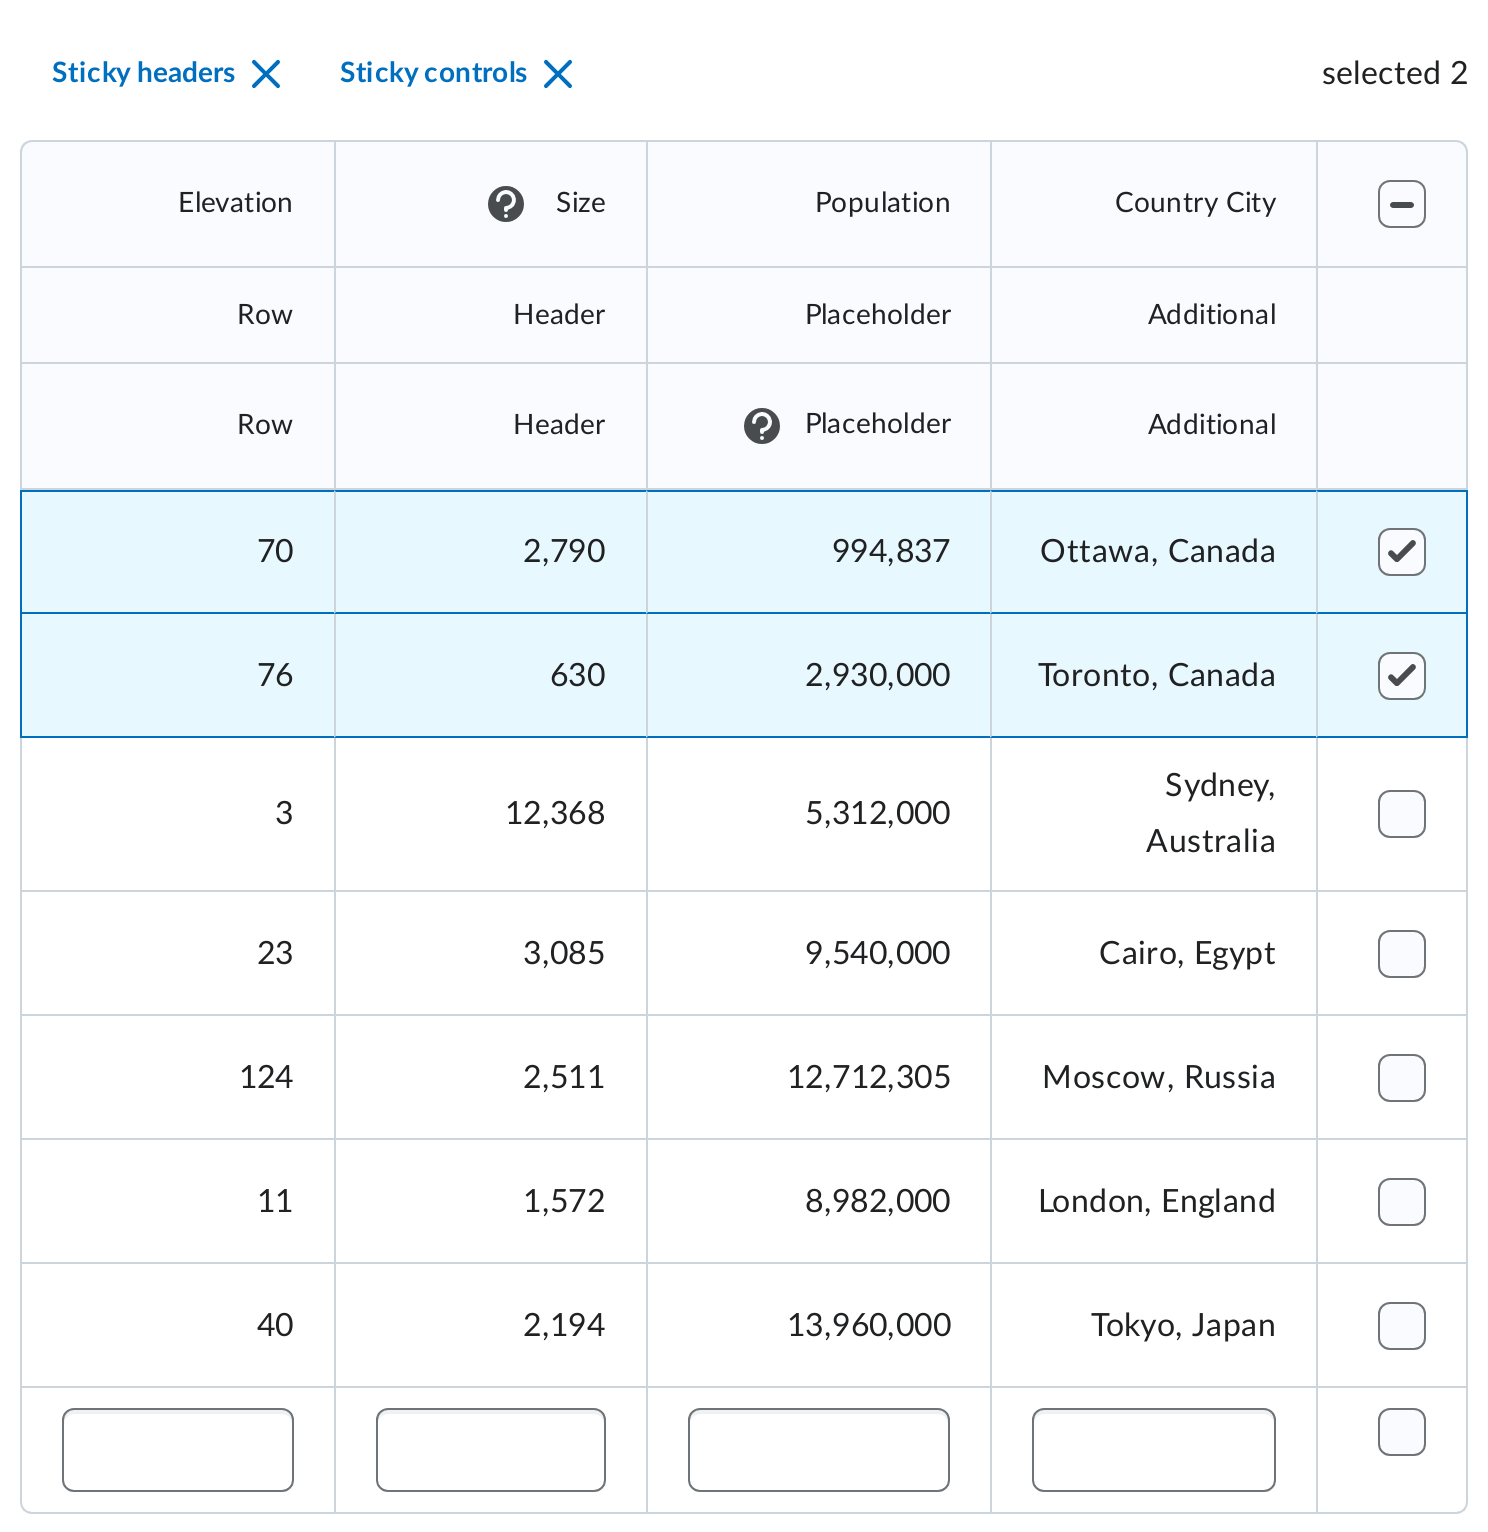 Sticky headers
Sticky controls
selected 2
Elevation
Size
Population
Country City
Row
Header
Placeholder
Additional
Row
Header
Placeholder
Additional
70
2,790
994,837
Ottawa, Canada
76
630
2,930,000
Toronto, Canada
3
12,368
5,312,000
Sydney,
Australia
23
3,085
9,540,000
Cairo, Egypt
124
2,511
12,712,305
Moscow, Russia
11
1,572
8,982,000
London, England
40
2,194
13,960,000
Tokyo, Japan